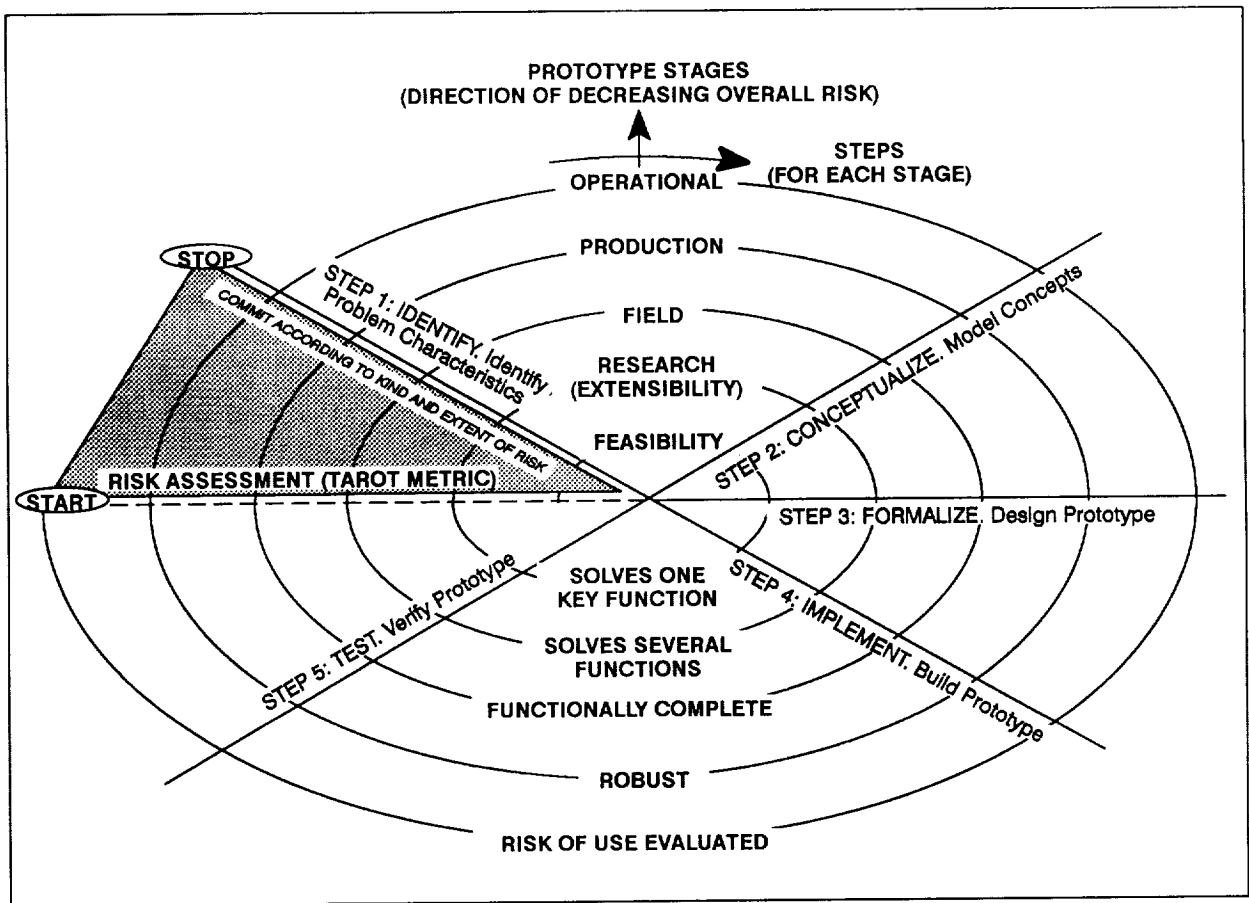 PROTOTYPE STAGES
(DIRECTION OF DECREASING OVERALL RISK)
STEPS
(FOR EACH STAGE)
OPERATIONAL
PRODUCTION
FIELD
RESEARCH
(EXTENSIBILITY)
FEASIBILITY
STOP
STEP 1: IDENTIFY. Identify
Problem Characteristics
COMMIT ACCORDING TO KIND AND EXTENT OF RISK
RISK ASSESSMENT (TAROT METRIC)
START
STEP 2: CONCEPTUALIZE. Model Concepts
STEP 3: FORMALIZE. Design Prototype
STEP 4: IMPLEMENT. Build Prototype
STEP 5: TEST. Verify Prototype
SOLVES ONE
KEY FUNCTION
SOLVES SEVERAL
FUNCTIONS
FUNCTIONALLY COMPLETE
ROBUST
RISK OF USE EVALUATED